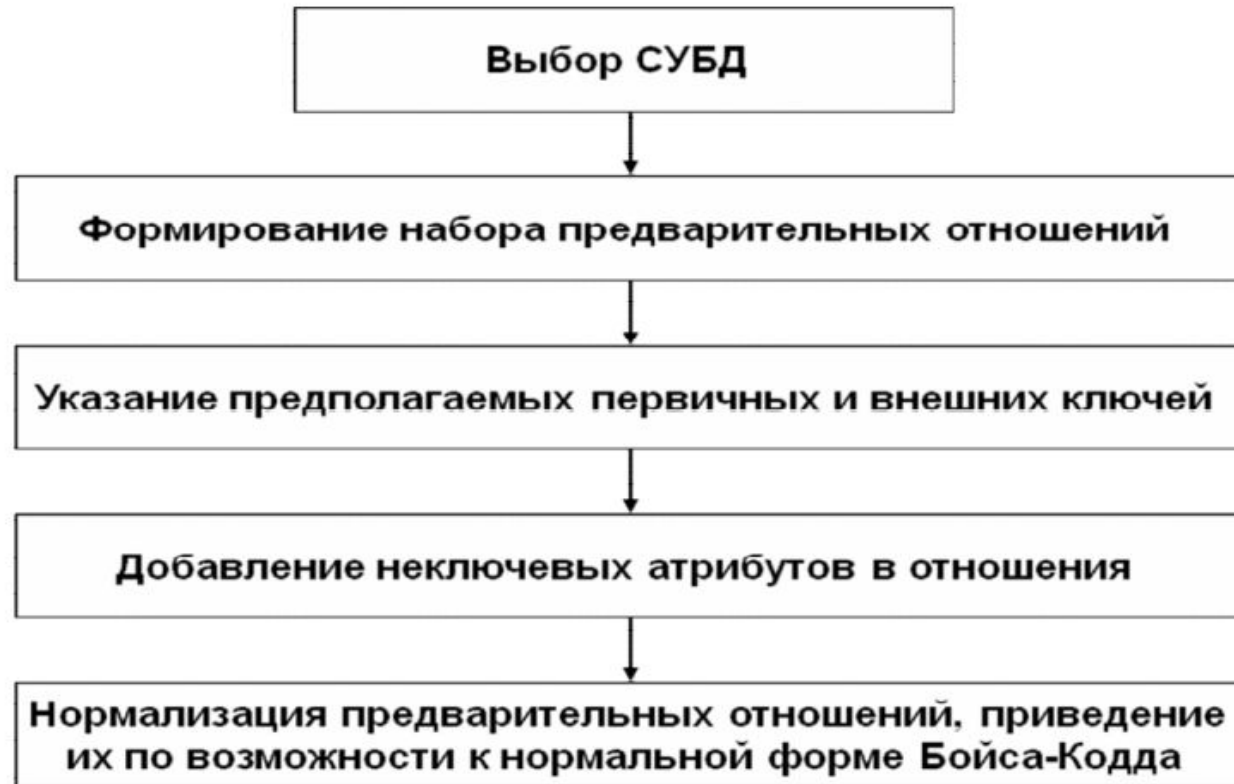 Выбор СУБД
Формирование набора предварительных отношений
Указание предполагаемых первичных и внешних ключей
Добавление неключевых атрибутов в отношения
Нормализация предварительных отношений, приведение
их по возможности к нормальной форме Бойса-Кодда